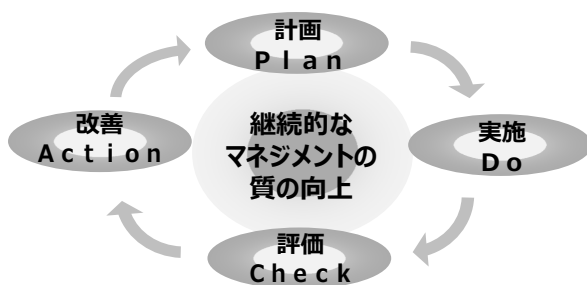 計画
Plan
改善
Action
継続的な
マネジメントの
質の向上
実施
Do
評価
Check